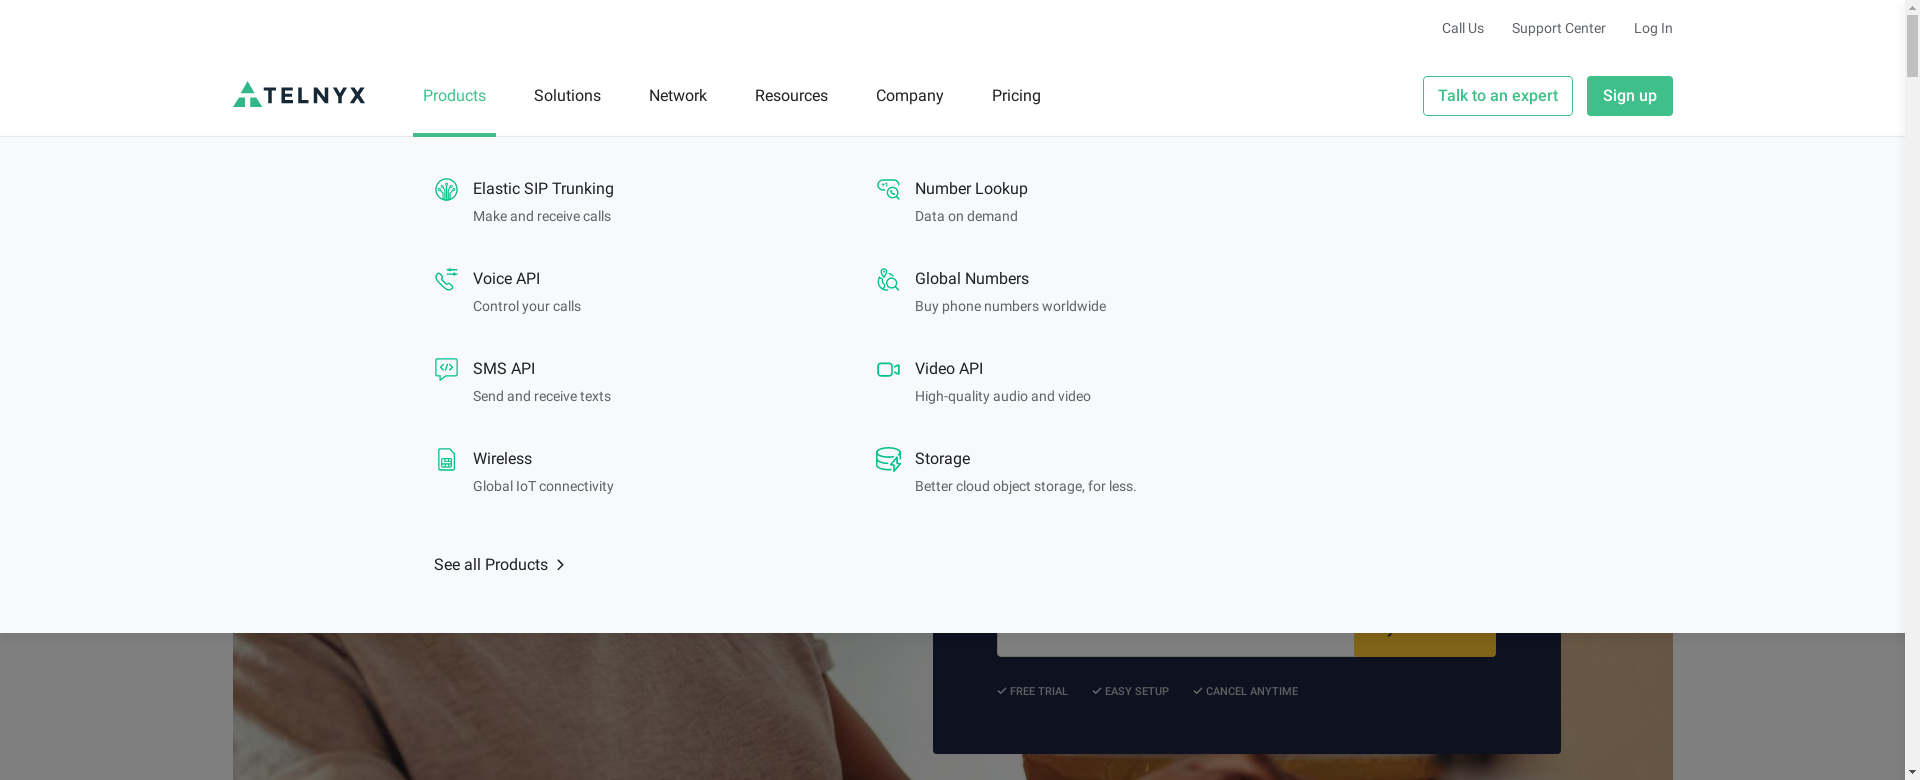 Call Us Support Center Log In
TELNYX Products Solutions Network Resources Company Pricing Talk to an expert Sign up
Elastic SIP Trunking
Make and receive calls
Number Lookup
Data on demand
Voice API
Control your calls
Global Numbers
Buy phone numbers worldwide
SMS API
Send and receive texts
Video API
High-quality audio and video
Wireless
Global IoT connectivity
Storage
Better cloud object storage, for less.
See all Products
FREE TRIAL EASY SETUP CANCEL ANYTIME